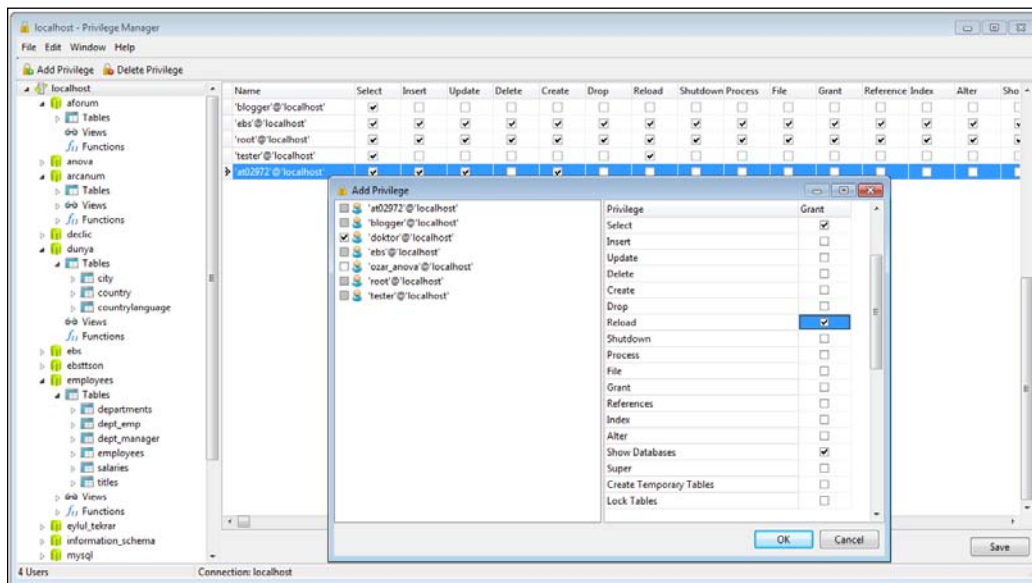 localhost - Privilege Manager
File Edit Window Help
Add Privilege Delete Privilege
localhost
aforum
Tables
Views
Functions
anova
arcanum
Tables
Views
Functions
declic
dunya
Tables
city
country
countrylanguage
Views
Functions
ebs
ebsttson
employees
Tables
departments
dept_emp
dept_manager
employees
salaries
titles
Views
Functions
eylul_tekrar
information_schema
mysql
Name Select Insert Update Delete Create Drop Reload Shutdown Process File Grant Reference Index Alter Sho
'blogger'@'localhost'
'ebs'@'localhost'
'root'@'localhost'
'tester'@'localhost'
'at02972'@'localhost'
Add Privilege
'at02972'@'localhost'
'blogger'@'localhost'
'doktor'@'localhost'
'ebs'@'localhost'
'ozar_anova'@'localhost'
'root'@'localhost'
'tester'@'localhost'
Privilege Grant
Select
Insert
Update
Delete
Create
Drop
Reload
Shutdown
Process
File
Grant
References
Index
Alter
Show Databases
Super
Create Temporary Tables
Lock Tables
OK Cancel
Save
4 Users Connection: localhost